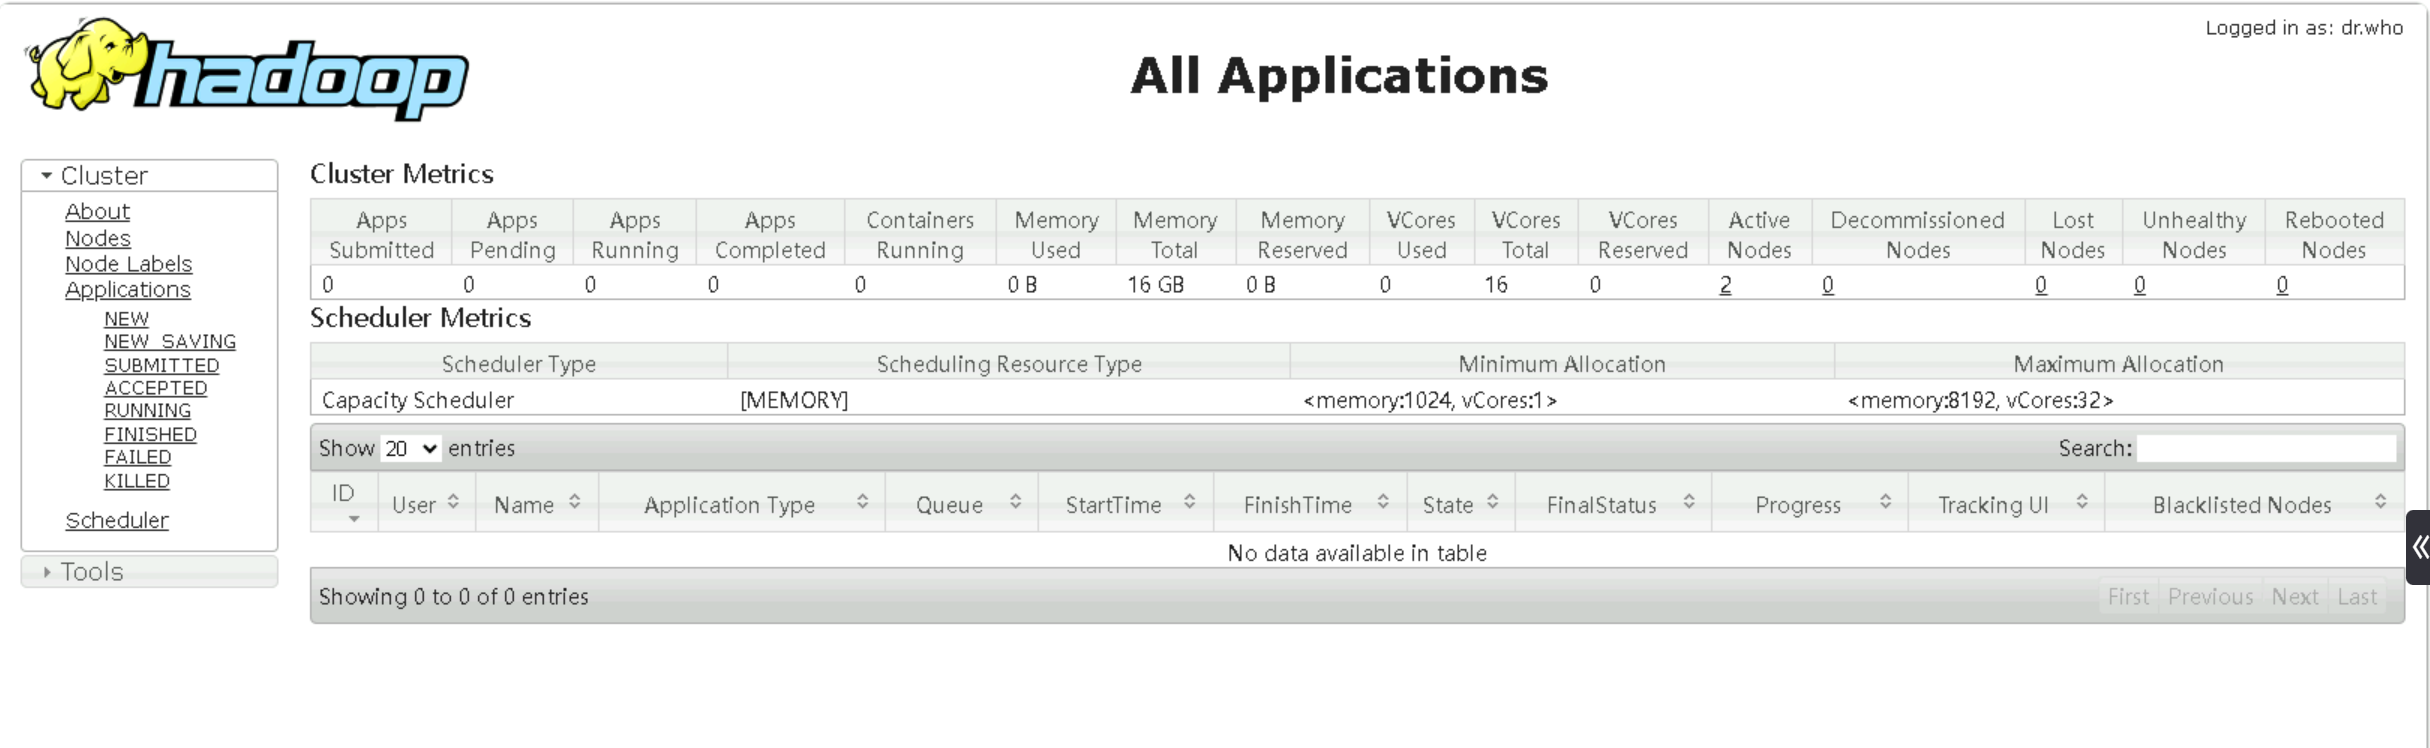 Logged in as: dr.who
hadoop
All Applications
Cluster
About
Nodes
Node Labels
Applications
NEW
NEW_SAVING
SUBMITTED
ACCEPTED
RUNNING
FINISHED
FAILED
KILLED
Scheduler
Tools
Cluster Metrics
Apps Submitted Apps Pending Apps Running Apps Completed Containers Running Memory Used Memory Total Memory Reserved VCores Used VCores Total VCores Reserved Active Nodes Decommissioned Nodes Lost Nodes Unhealthy Nodes Rebooted Nodes
0 0 0 0 0 0 B 16 GB 0 B 0 16 0 2 0 0 0 0
Scheduler Metrics
Scheduler Type Scheduling Resource Type Minimum Allocation Maximum Allocation
Capacity Scheduler [MEMORY] <memory:1024, vCores:1> <memory:8192, vCores:32>
Show 20 entries Search:
ID User Name Application Type Queue StartTime FinishTime State FinalStatus Progress Tracking UI Blacklisted Nodes
No data available in table
Showing 0 to 0 of 0 entries First Previous Next Last